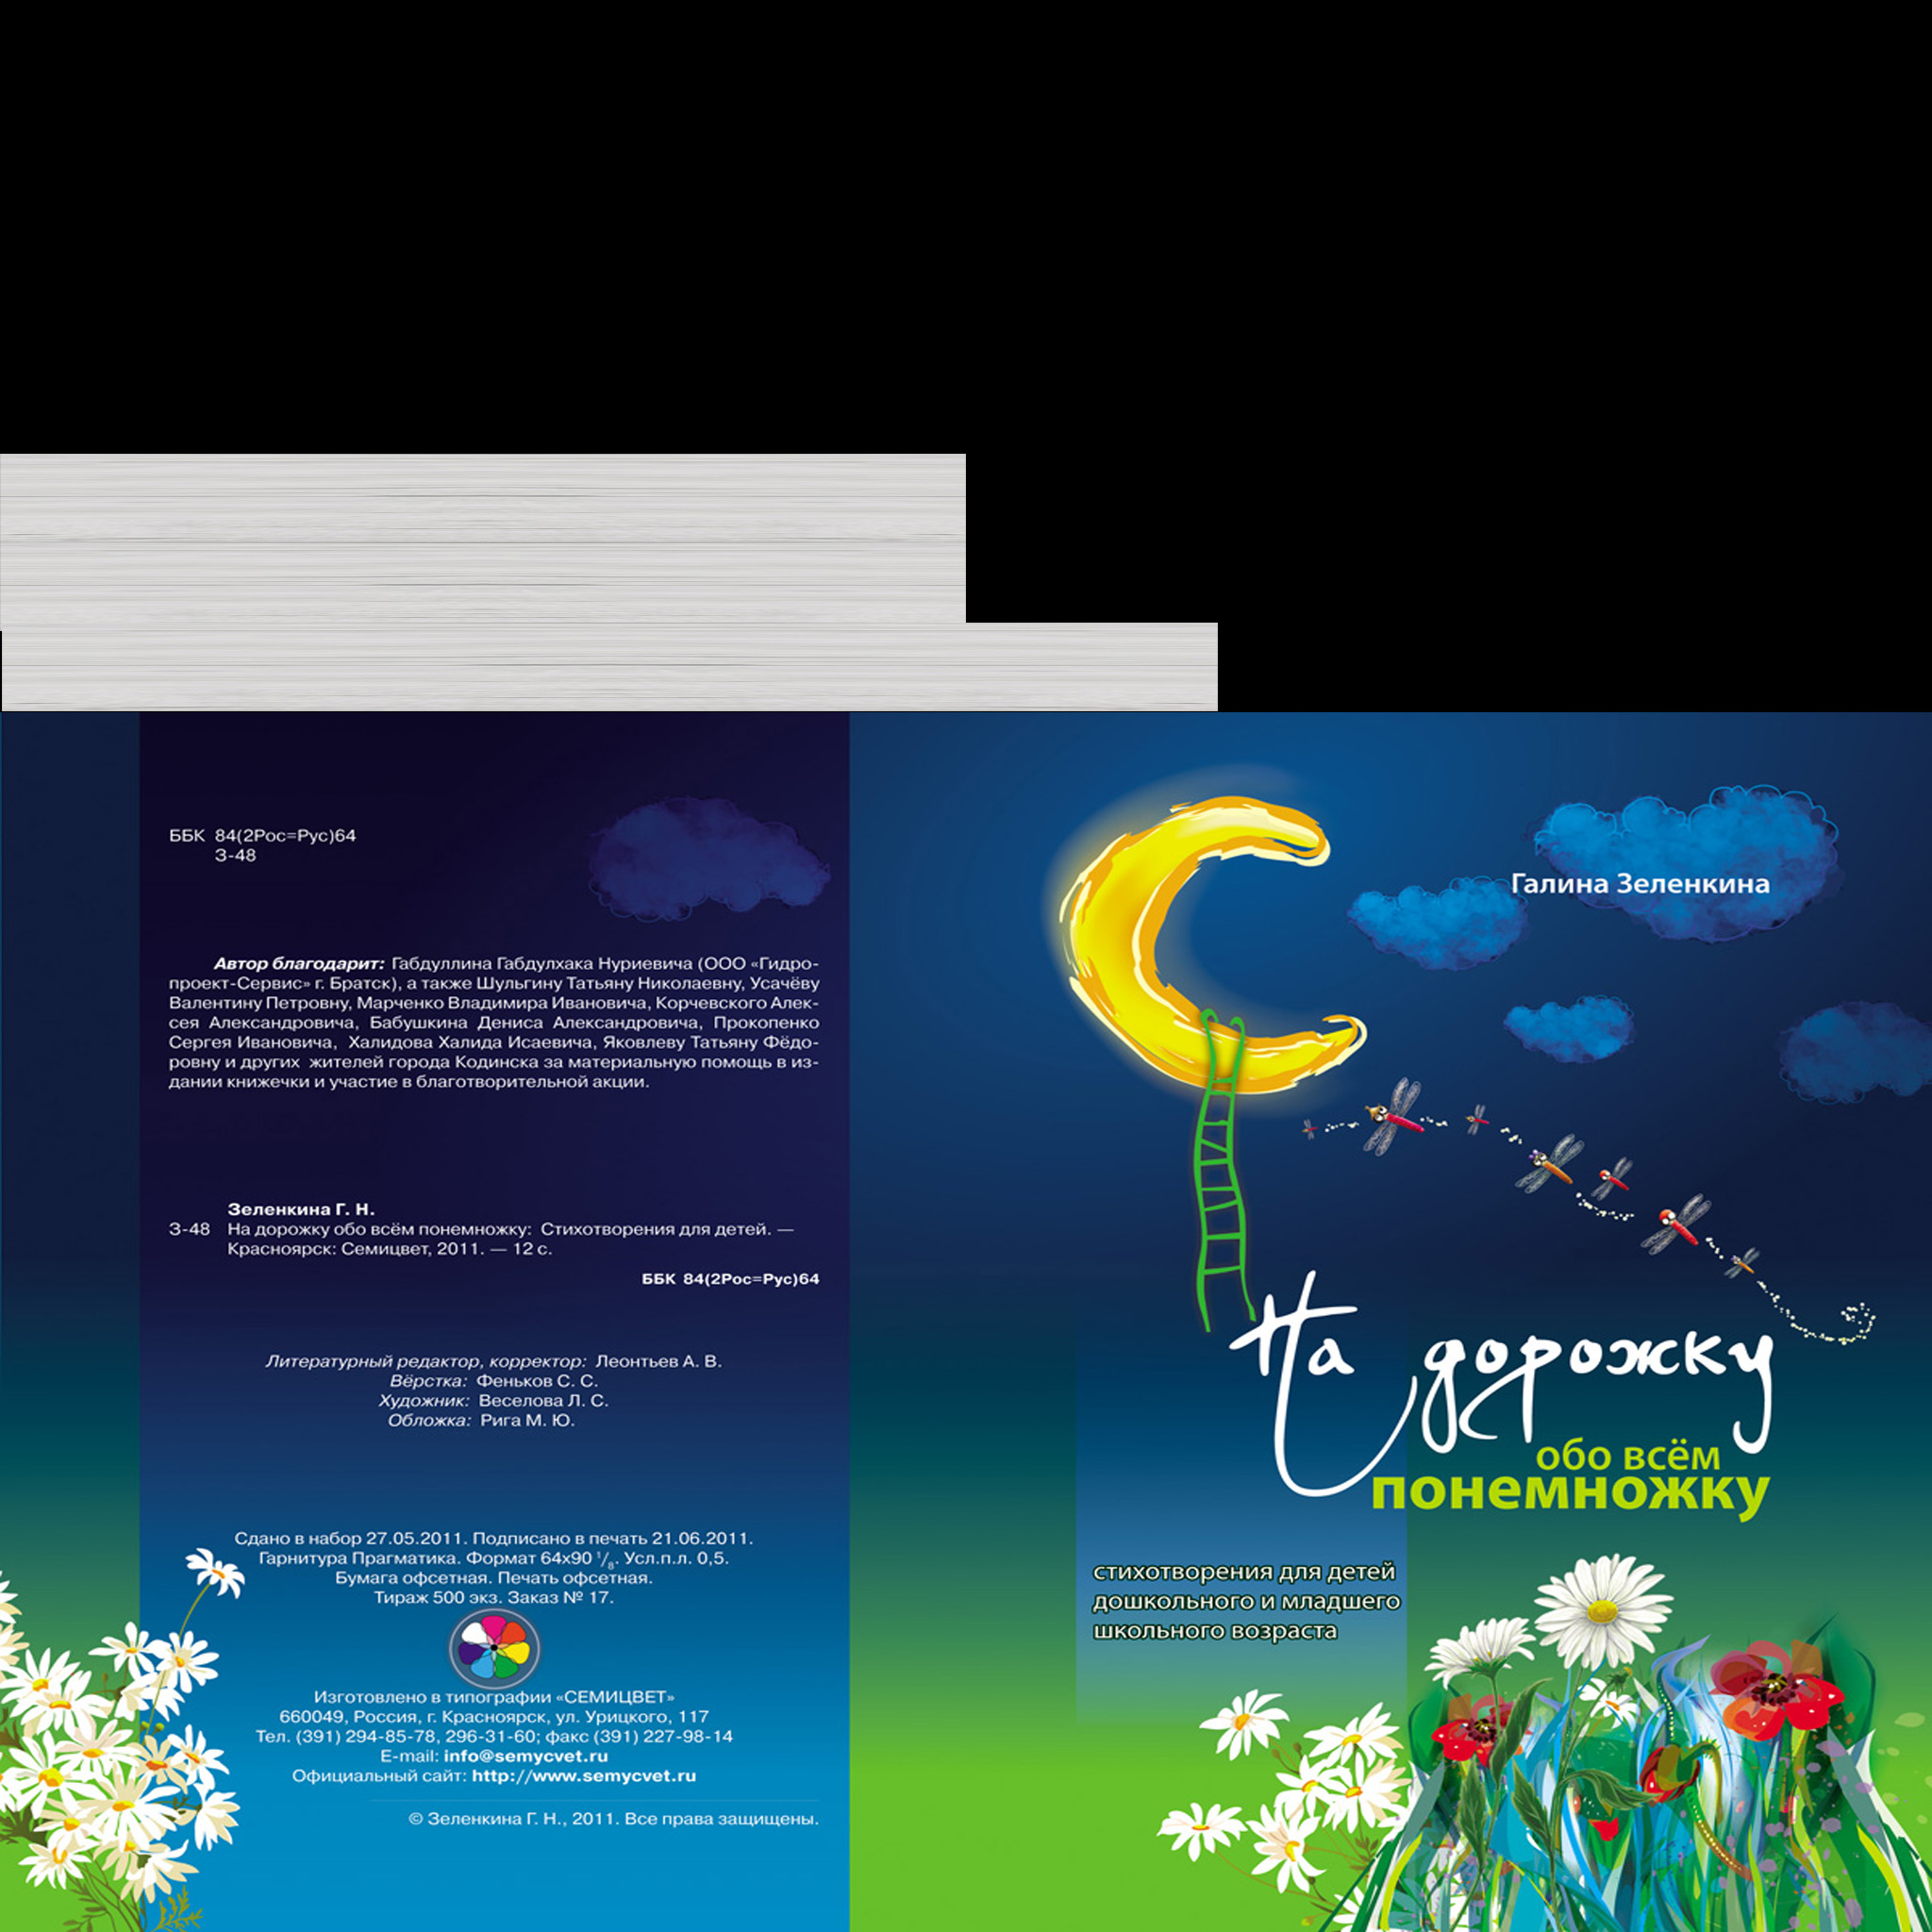 ББК 84(2Рос=Рус)64
З-48
Автор благодарит: Габдуллина Габдулхака Нуриевича (ООО «Гидро-
проект-Сервис» г. Братск), а также Шульгину Татьяну Николаевну, Усачёву
Валентину Петровну, Марченко Владимира Ивановича, Корчевского Алек-
сея Александровича, Бабушкина Дениса Александровича, Прокопенко
Сергея Ивановича, Халидова Халида Исаевича, Яковлеву Татьяну Фёдо-
ровну и других жителей города Кодинска за материальную помощь в из-
дании книжечки и участие в благотворительной акции.
Зеленкина Г. Н.
З-48 На дорожку обо всём понемножку: Стихотворения для детей. —
Красноярск: Семицвет, 2011. — 12 с.
ББК 84(2Рос=Рус)64
Литературный редактор, корректор: Леонтьев А. В.
Вёрстка: Феньков С. С.
Художник: Веселова Л. С.
Обложка: Рига М. Ю.
Сдано в набор 27.05.2011. Подписано в печать 21.06.2011.
Гарнитура Прагматика. Формат 64х90 1/8. Усл.п.л. 0,5.
Бумага офсетная. Печать офсетная.
Тираж 500 экз. Заказ № 17.
Изготовлено в типографии «СЕМИЦВЕТ»
660049, Россия, г. Красноярск, ул. Урицкого, 117
Тел. (391) 294-85-78, 296-31-60; факс (391) 227-98-14
E-mail: info@semycvet.ru
Официальный сайт: http://www.semycvet.ru
© Зеленкина Г. Н., 2011. Все права защищены.
Галина Зеленкина
На дорожку
обо всём
понемножку
стихотворения для детей
дошкольного и младшего
школьного возраста